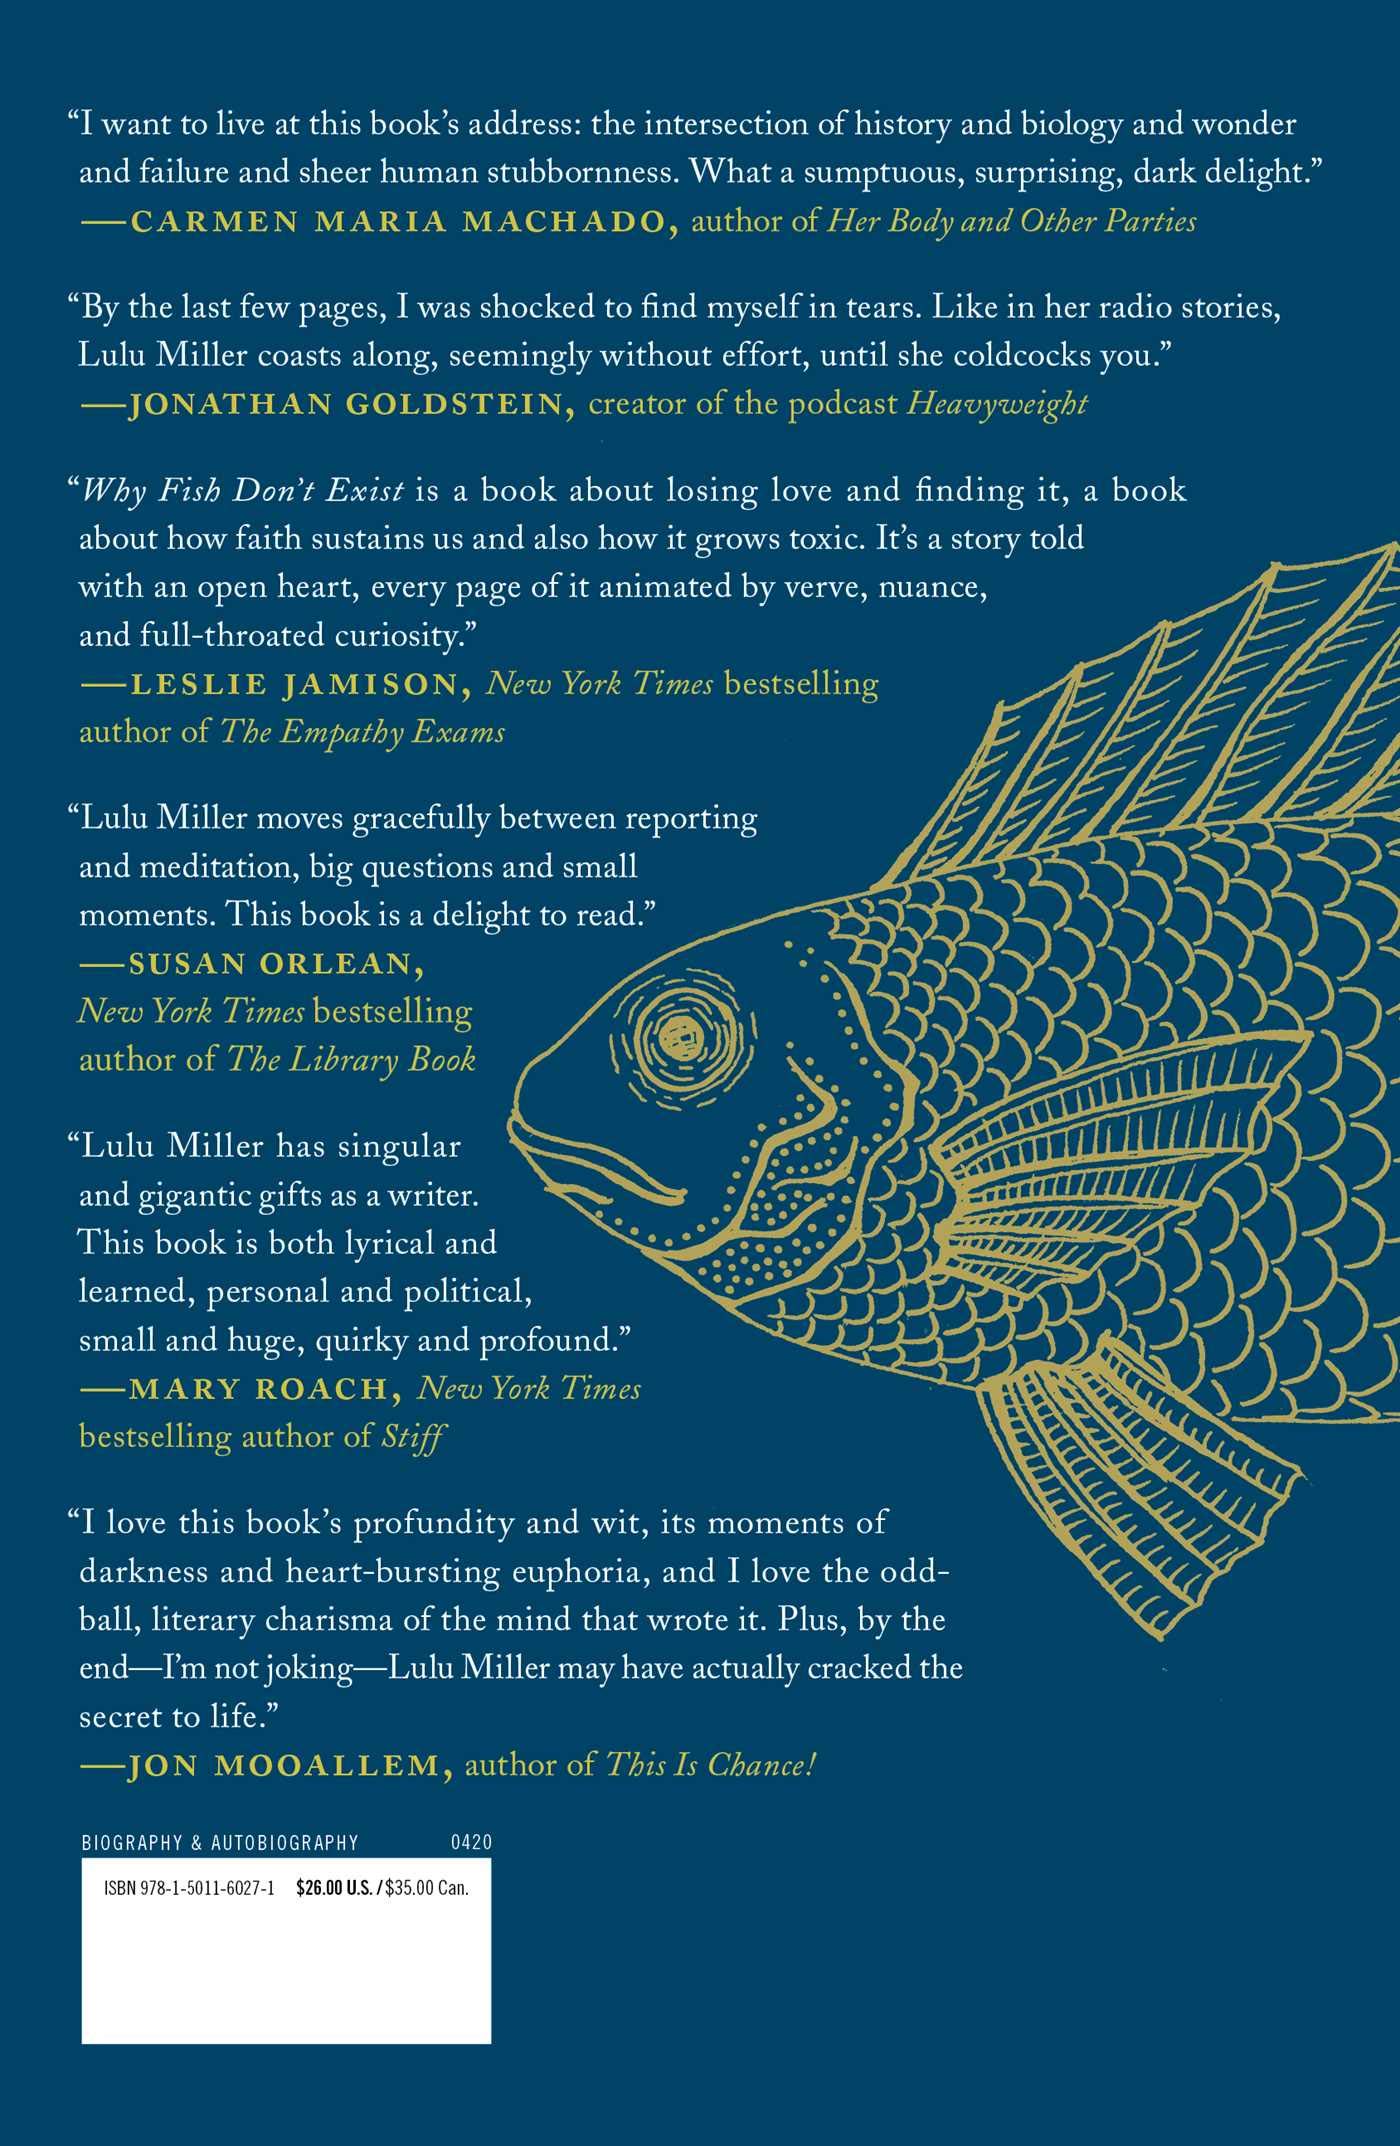 “I want to live at this book’s address: the intersection of history and biology and wonder
and failure and sheer human stubbornness. What a sumptuous, surprising, dark delight.”
—CARMEN MARIA MACHADO, author of Her Body and Other Parties
“By the last few pages, I was shocked to find myself in tears. Like in her radio stories,
Lulu Miller coasts along, seemingly without effort, until she coldcocks you.”
—JONATHAN GOLDSTEIN, creator of the podcast Heavyweight
“Why Fish Don’t Exist is a book about losing love and finding it, a book
about how faith sustains us and also how it grows toxic. It’s a story told
with an open heart, every page of it animated by verve, nuance,
and full-throated curiosity.”
—LESLIE JAMISON, New York Times bestselling
author of The Empathy Exams
“Lulu Miller moves gracefully between reporting
and meditation, big questions and small
moments. This book is a delight to read.”
—SUSAN ORLEAN,
New York Times bestselling
author of The Library Book
“Lulu Miller has singular
and gigantic gifts as a writer.
This book is both lyrical and
learned, personal and political,
small and huge, quirky and profound.”
—MARY ROACH, New York Times
bestselling author of Stiff
“I love this book’s profundity and wit, its moments of
darkness and heart-bursting euphoria, and I love the odd-
ball, literary charisma of the mind that wrote it. Plus, by the
end—I’m not joking—Lulu Miller may have actually cracked the
secret to life.”
—JON MOOALLEM, author of This Is Chance!
BIOGRAPHY & AUTOBIOGRAPHY 0420
ISBN 978-1-5011-6027-1 $26.00 U.S. / $35.00 Can.